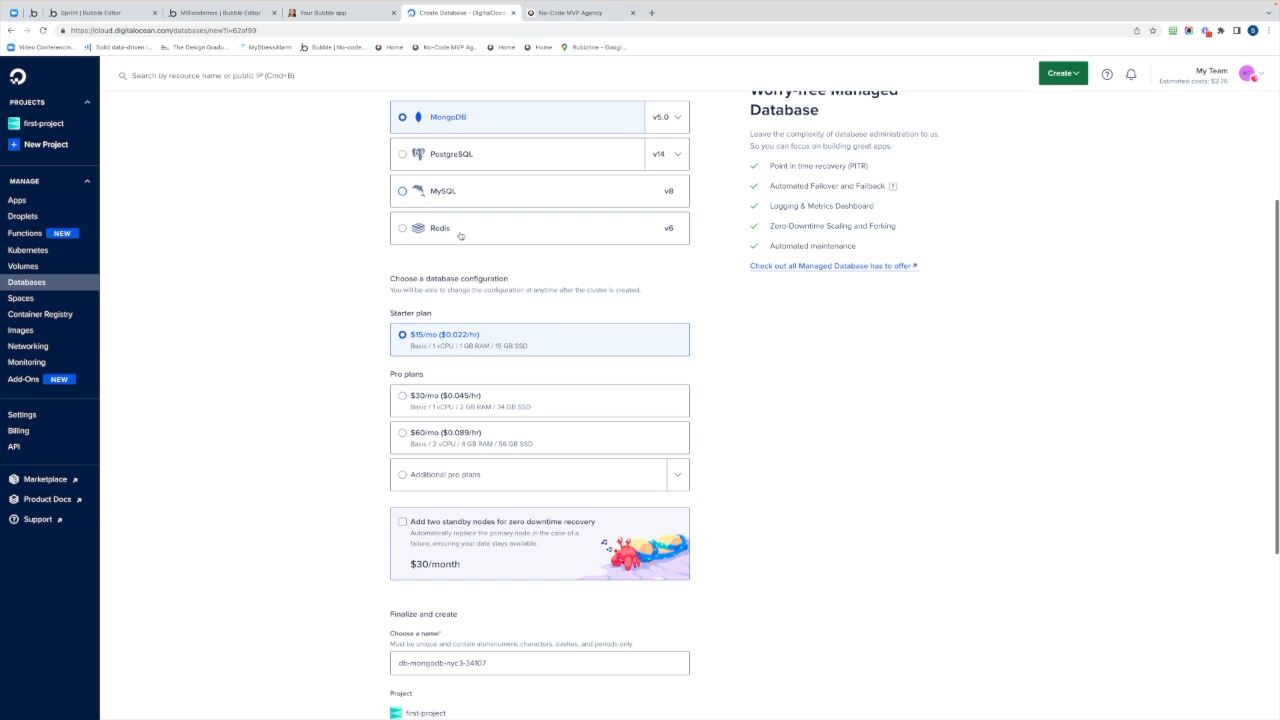 Sprint | Bubble Editor
Milliondsmos | Bubble Editor
Your Bubble app
Create Database - DigitalOcea
No-Code MVP Agency
https://cloud.digitalocean.com/databases/new?i=62af99
Video Conferencin...
Solid data-driven i...
The Design Gradu...
MyStressAlarm
Bubble | No-code...
Home
No-Code MVP Ag...
Home
Home
Rubizhne - Googl...
Search by resource name or public IP (Cmd+B)
Create
My Team
Estimated costs: $2.76
PROJECTS
first-project
New Project
MANAGE
Apps
Droplets
Functions NEW
Kubernetes
Volumes
Databases
Spaces
Container Registry
Images
Networking
Monitoring
Add-Ons NEW
Settings
Billing
API
Marketplace
Product Docs
Support
MongoDB v5.0
PostgreSQL v14
MySQL v8
Redis v6
Choose a database configuration
You will be able to change the configuration at anytime after the cluster is created.
Starter plan
$15/mo ($0.022/hr)
Basic / 1 vCPU / 1 GB RAM / 15 GB SSD
Pro plans
$30/mo ($0.045/hr)
Basic / 1 vCPU / 2 GB RAM / 34 GB SSD
$60/mo ($0.089/hr)
Basic / 2 vCPU / 4 GB RAM / 56 GB SSD
Additional pro plans
Add two standby nodes for zero downtime recovery
Automatically replace the primary node in the case of a
failure, ensuring your data stays available.
$30/month
Finalize and create
Choose a name*
Must be unique and contain alphanumeric characters, dashes, and periods only.
db-mongodb-nyc3-34107
Project
first-project
Worry-free Managed
Database
Leave the complexity of database administration to us.
So you can focus on building great apps.
Point in time recovery (PITR)
Automated Failover and Failback ?
Logging & Metrics Dashboard
Zero-Downtime Scaling and Forking
Automated maintenance
Check out all Managed Database has to offer